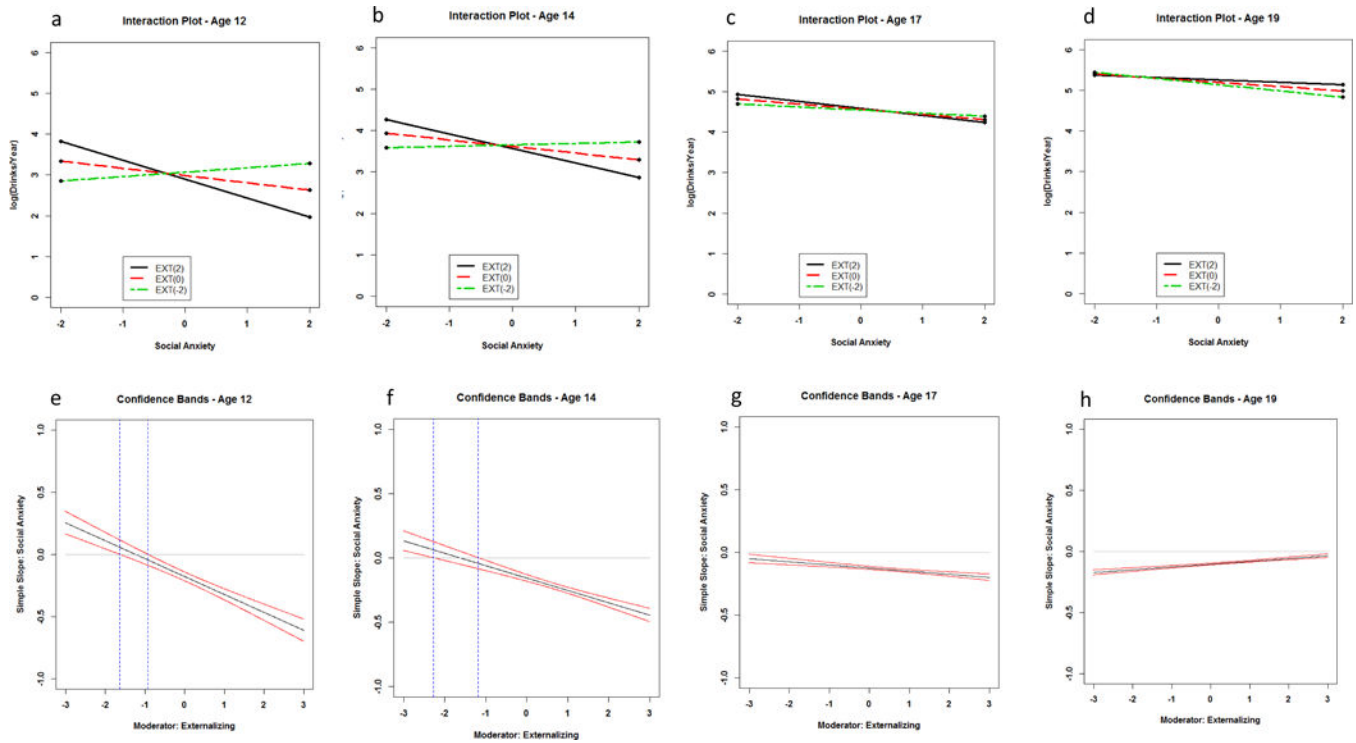 a
Interaction Plot - Age 12
log(Drinks/Year)
6
5
4
3
2
1
0
EXT(2)
EXT(0)
EXT(-2)
-2 -1 0 1 2
Social Anxiety
b
Interaction Plot - Age 14
6
5
4
3
2
1
0
EXT(2)
EXT(0)
EXT(-2)
-2 -1 0 1 2
Social Anxiety
c
Interaction Plot - Age 17
log(Drinks/Year)
6
5
4
3
2
1
0
EXT(2)
EXT(0)
EXT(-2)
-2 -1 0 1 2
Social Anxiety
d
Interaction Plot - Age 19
log(Drinks/Year)
6
5
4
3
2
1
0
EXT(2)
EXT(0)
EXT(-2)
-2 -1 0 1 2
Social Anxiety
e
Confidence Bands - Age 12
Simple Slope: Social Anxiety
1.0
0.5
0.0
-0.5
-1.0
-3 -2 -1 0 1 2 3
Moderator: Externalizing
f
Confidence Bands - Age 14
Simple Slope: Social Anxiety
1.0
0.5
0.0
-0.5
-1.0
-3 -2 -1 0 1 2 3
Moderator: Externalizing
g
Confidence Bands - Age 17
Simple Slope: Social Anxiety
1.0
0.5
0.0
-0.5
-1.0
-3 -2 -1 0 1 2 3
Moderator: Externalizing
h
Confidence Bands - Age 19
Simple Slope: Social Anxiety
1.0
0.5
0.0
-0.5
-1.0
-3 -2 -1 0 1 2 3
Moderator: Externalizing